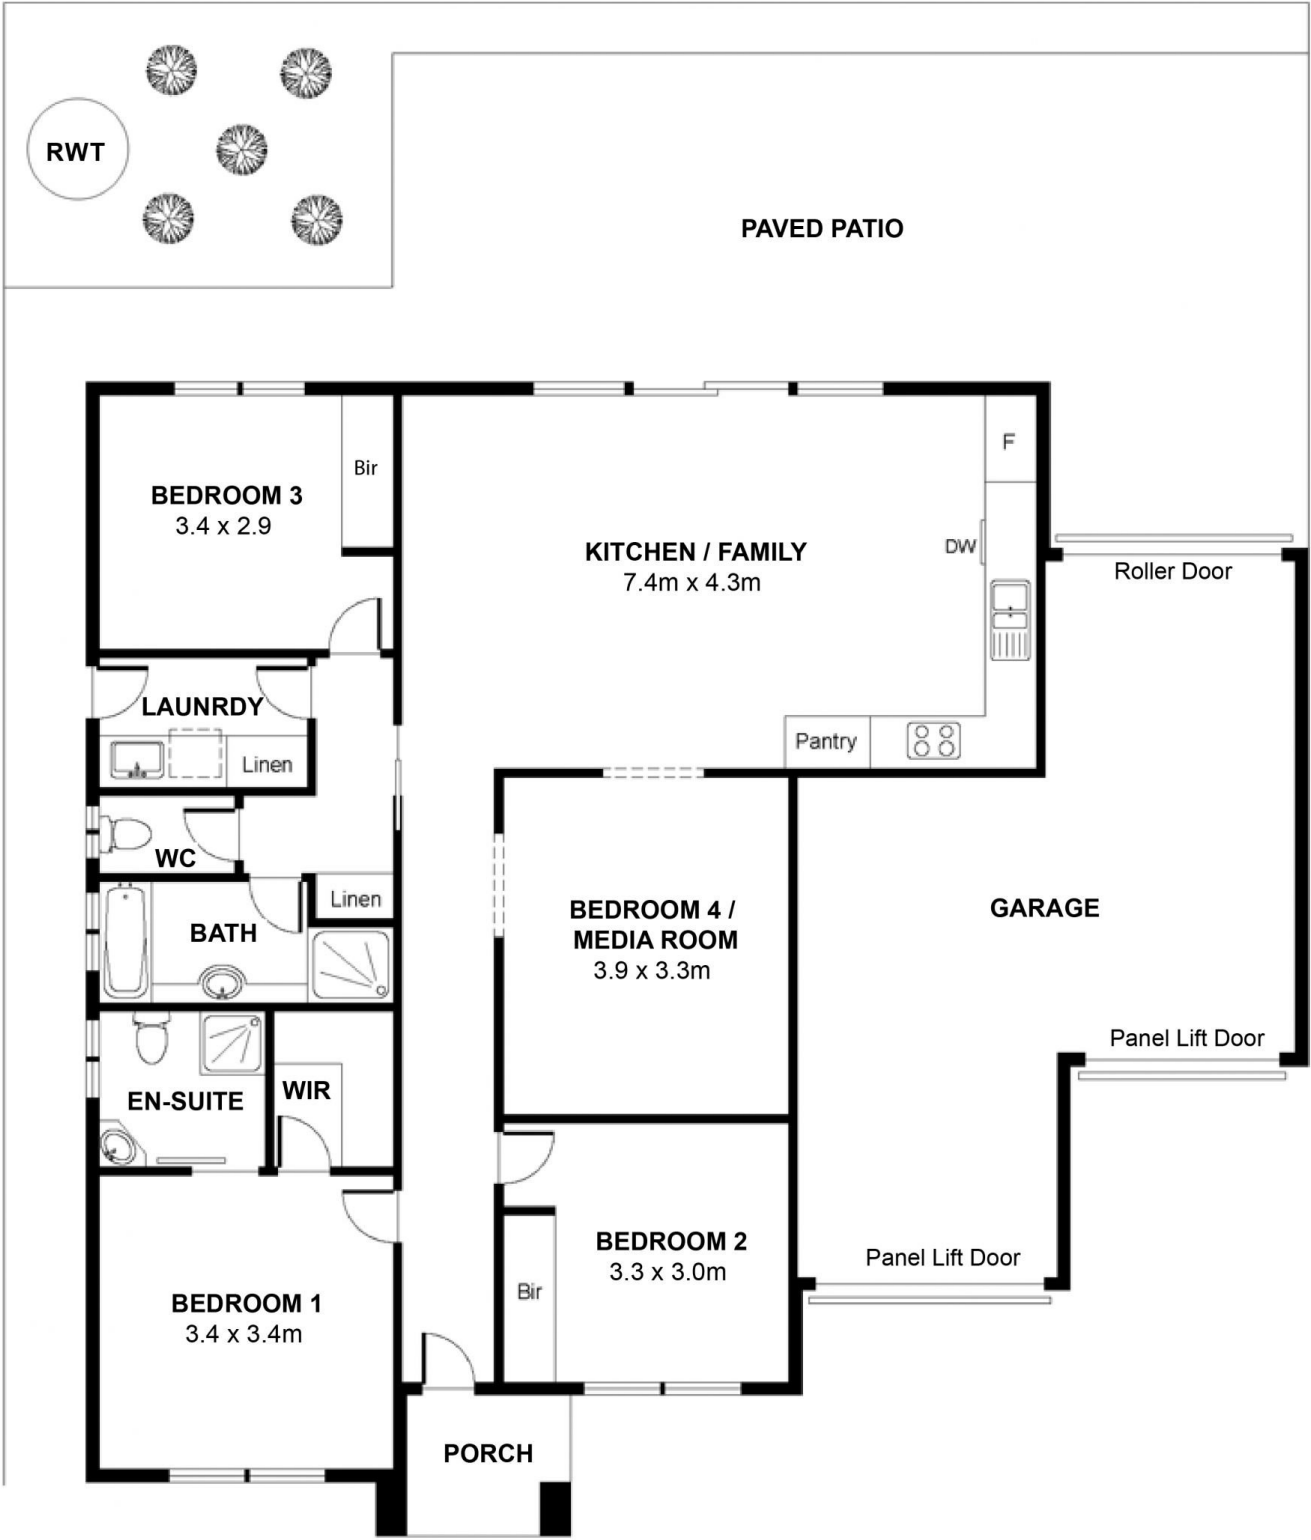 RWT
PAVED PATIO
BEDROOM 3
3.4 x 2.9
Bir
KITCHEN / FAMILY
7.4m x 4.3m
F
DW
Roller Door
LAUNRDY
Linen
Pantry
WC
Linen
BATH
BEDROOM 4 /
MEDIA ROOM
3.9 x 3.3m
GARAGE
Panel Lift Door
EN-SUITE
WIR
BEDROOM 2
3.3 x 3.0m
Bir
Panel Lift Door
BEDROOM 1
3.4 x 3.4m
PORCH